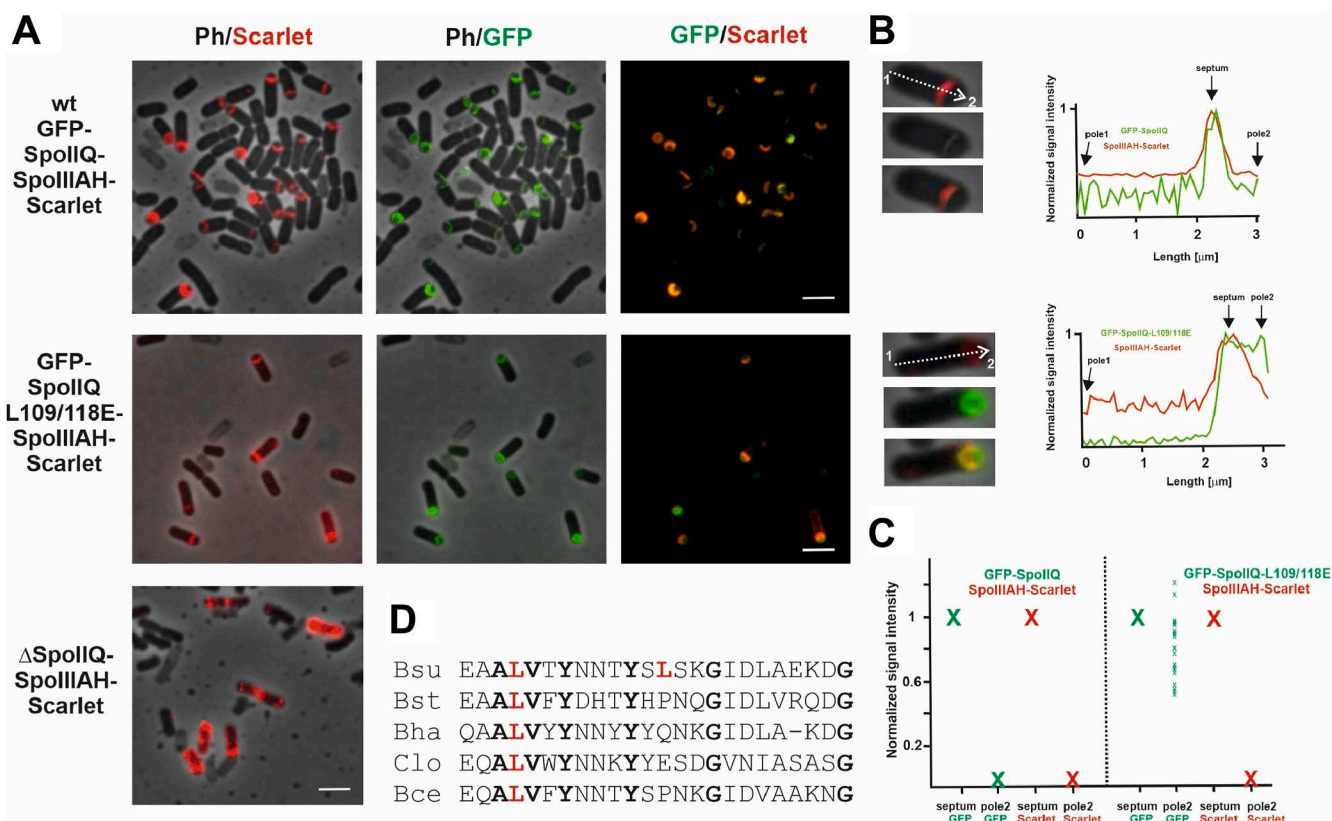 A
Ph/Scarlet
Ph/GFP
GFP/Scarlet
wt
GFP-
SpoIIQ-
SpoIIIAH-
Scarlet
GFP-
SpoIIQ
L109/118E-
SpoIIIAH-
Scarlet
ΔSpoIIQ-
SpoIIIAH-
Scarlet
B
1
2
Normalized signal intensity
1
pole1
GFP-SpoIIQ
SpoIIIAH-Scarlet
septum
pole2
0 1 2 3
Length [μm]
1
2
Normalized signal intensity
1
pole1
GFP-SpoIIQ-L109/118E
SpoIIIAH-Scarlet
septum
pole2
0 1 2 3
Length [μm]
C
Normalized signal intensity
1
0.6
0.2
GFP-SpoIIQ
SpoIIIAH-Scarlet
GFP-SpoIIQ-L109/118E
SpoIIIAH-Scarlet
septum pole2 septum pole2 septum pole2 septum pole2
GFP GFP Scarlet Scarlet GFP GFP Scarlet Scarlet
D
Bsu EAALVTYNNTYSLSKGIDLAEKDG
Bst EAALVFYDHTYHPNQGIDLVRQDG
Bha QAALVYYNNYYYQNKGIDLA-KDG
Clo EQALVWYNNKYYESDGVNIASASG
Bce EQALVFYNNTYSPNKGIDVAAKNG